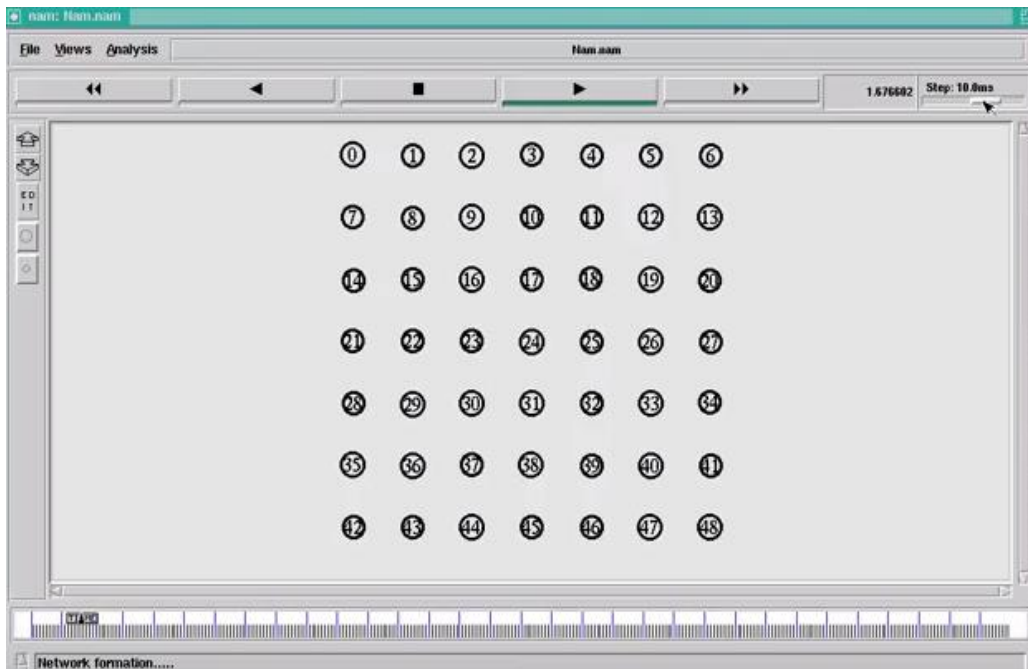 nam: Nam.nam
File Views Analysis Nam.nam
1.676602 Step: 10.0ms
0 1 2 3 4 5 6
E D
I T
7 8 9 10 11 12 13
14 15 16 17 18 19 20
21 22 23 24 25 26 27
28 29 30 31 32 33 34
35 36 37 38 39 40 41
42 43 44 45 46 47 48
TIME
Network formation.....